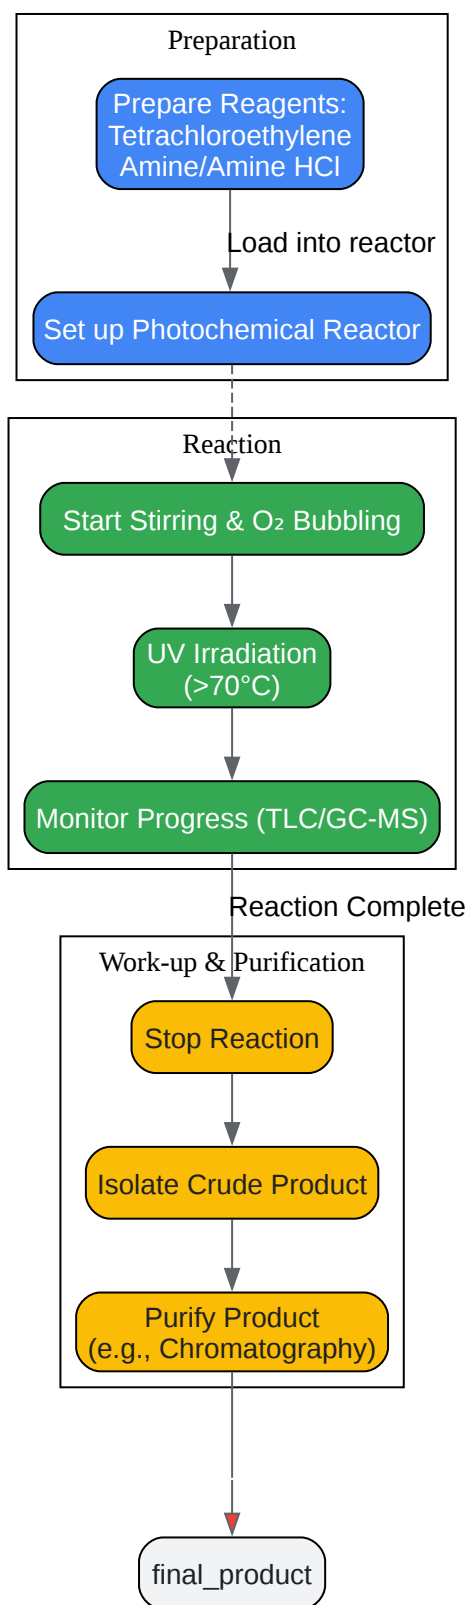 Preparation
Prepare Reagents:
Tetrachloroethylene
Amine/Amine HCl
Load into reactor
Set up Photochemical Reactor
Reaction
Start Stirring & O₂ Bubbling
UV Irradiation
(>70°C)
Monitor Progress (TLC/GC-MS)
Reaction Complete
Work-up & Purification
Stop Reaction
Isolate Crude Product
Purify Product
(e.g., Chromatography)
final_product